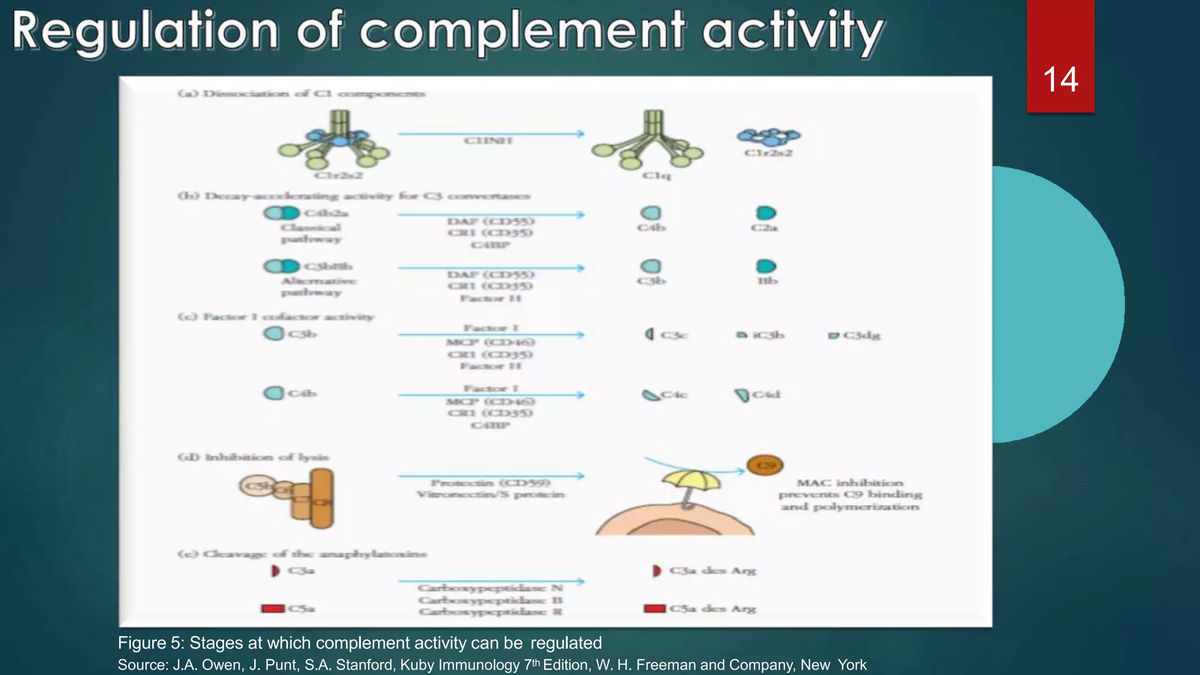 Regulation of complement activity
14
(a) Dissociation of C1 components
C1INH
C1r2s2
C1r2s2
C1q
(b) Decay-accelerating activity for C3 convertases
C4b2a
Classical
pathway
DAF (CD55)
CR1 (CD35)
C4BP
C4b
C2a
C3bBb
Alternative
pathway
DAF (CD55)
CR1 (CD35)
Factor H
C3b
Bb
(c) Factor I cofactor activity
C3b
Factor I
MCP (CD46)
CR1 (CD35)
Factor H
C3c
iC3b
C3dg
C4b
Factor I
MCP (CD46)
CR1 (CD35)
C4BP
C4c
C4d
(d) Inhibition of lysis
C5b
C6
C7
C8
Protectin (CD59)
Vitronectin/S protein
C9
MAC inhibition
prevents C9 binding
and polymerization
(e) Cleavage of the anaphylatoxins
C3a
C3a des Arg
Carboxypeptidase N
Carboxypeptidase B
Carboxypeptidase R
C5a
C5a des Arg
Figure 5: Stages at which complement activity can be regulated
Source: J.A. Owen, J. Punt, S.A. Stanford, Kuby Immunology 7th Edition, W. H. Freeman and Company, New York